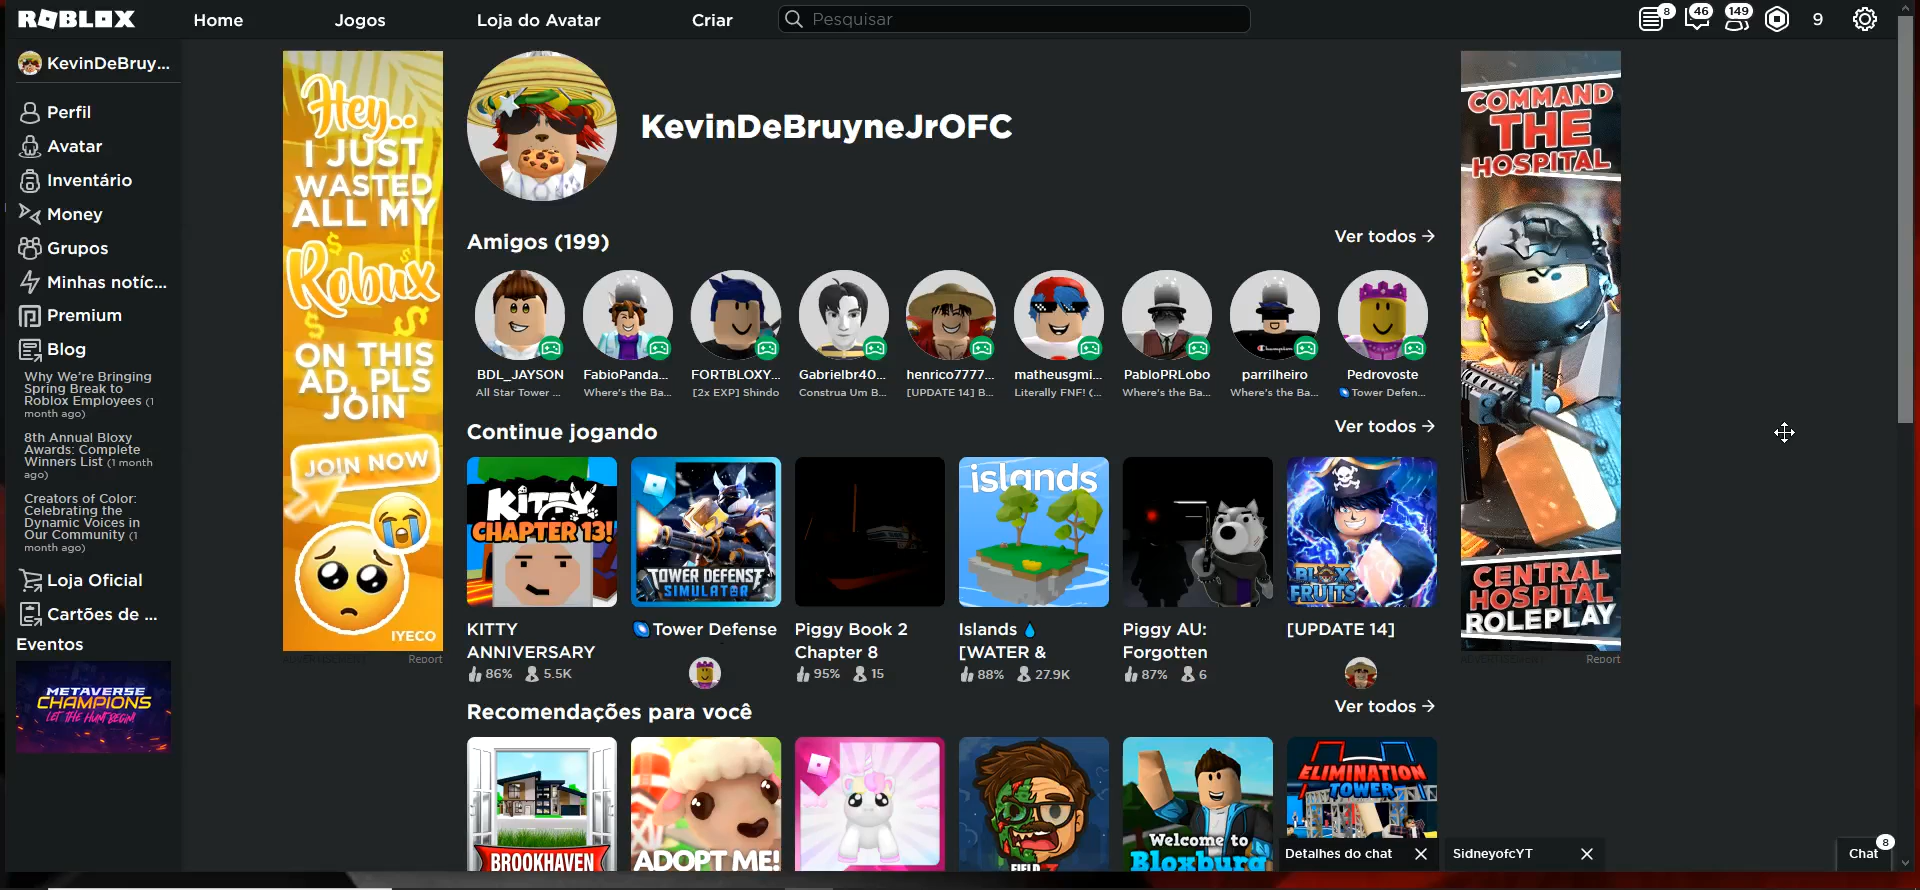 ROBLOX
Home
Jogos
Loja do Avatar
Criar
Pesquisar
8
46
149
9
KevinDeBruy...
Perfil
Avatar
Inventário
Money
Grupos
Minhas notíc...
Premium
Blog
Why We're Bringing
Spring Break to
Roblox Employees (1
month ago)
8th Annual Bloxy
Awards: Complete
Winners List (1 month
ago)
Creators of Color:
Celebrating the
Dynamic Voices in
Our Community (1
month ago)
Loja Oficial
Cartões de ...
Eventos
METAVERSE
CHAMPIONS
LET THE HUNT BEGIN!
Hey..
I JUST
WASTED
ALL MY
Robux
ON THIS
AD, PLS
JOIN
JOIN NOW
IYECO
ADVERTISEMENT
Report
KevinDeBruyneJrOFC
Amigos (199)
Ver todos →
BDL_JAYSON
FabioPanda...
FORTBLOXY...
Gabrielbr40...
henrico7777...
matheusgmi...
PabloPRLobo
parrilheiro
Pedrovoste
All Star Tower ...
Where's the Ba...
[2x EXP] Shindo
Construa Um B...
[UPDATE 14] B...
Literally FNF! (...
Where's the Ba...
Where's the Ba...
Tower Defen...
Champion
Continue jogando
Ver todos →
KITTY
CHAPTER 13!
TOWER DEFENSE
SIMULATOR
islands
BLOX
FRUITS
KITTY
ANNIVERSARY
86%
5.5K
Tower Defense
Piggy Book 2
Chapter 8
95%
15
Islands 💧
[WATER &
88%
27.9K
Piggy AU:
Forgotten
87%
6
[UPDATE 14]
Recomendações para você
Ver todos →
BROOKHAVEN
ADOPT ME!
FIELD
Welcome to
Bloxburg
ELIMINATION
TOWER
COMMAND
THE
HOSPITAL
CENTRAL
HOSPITAL
ROLEPLAY
ADVERTISEMENT
Report
Detalhes do chat
SidneyofcYT
Chat
8